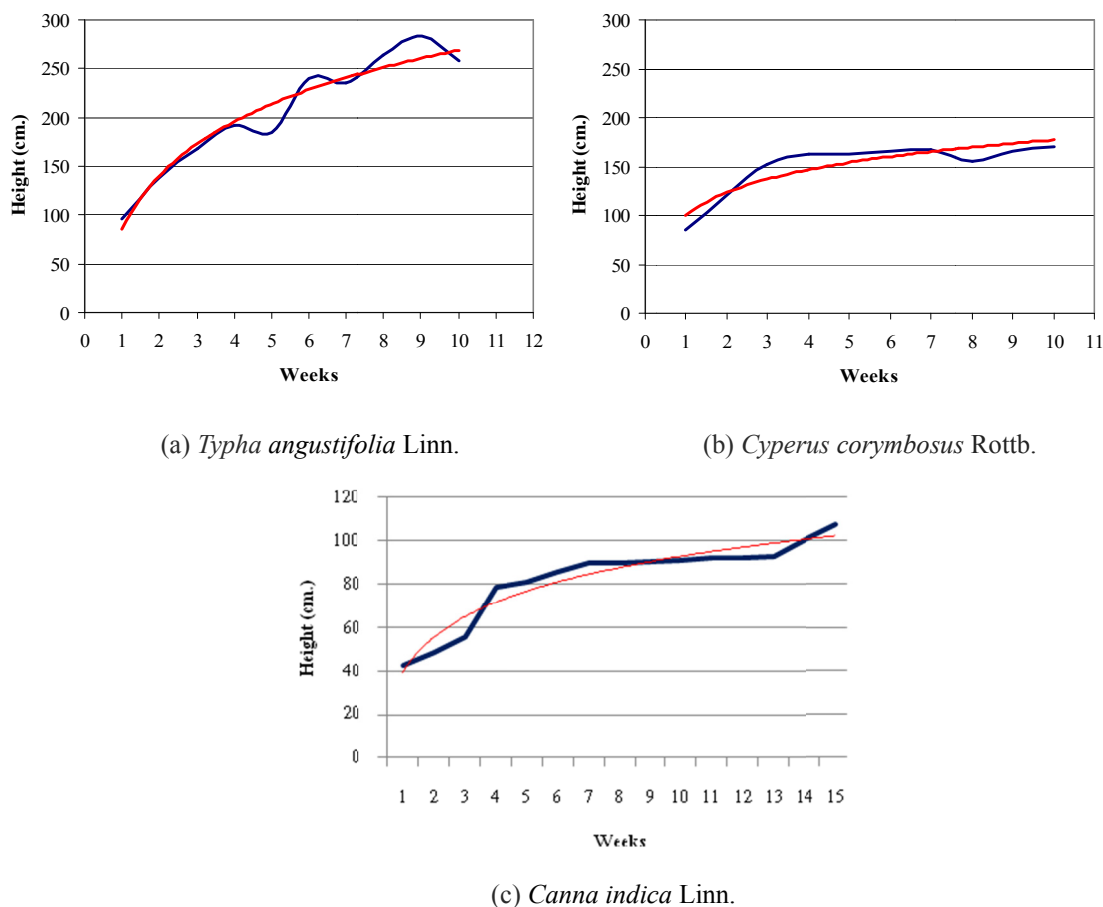 300
250
200
150
100
50
0
Height (cm.)
0 1 2 3 4 5 6 7 8 9 10 11 12
Weeks
(a) Typha angustifolia Linn.
300
250
200
150
100
50
0
Height (cm.)
0 1 2 3 4 5 6 7 8 9 10 11
Weeks
(b) Cyperus corymbosus Rottb.
120
100
80
60
40
20
0
Height (cm.)
1 2 3 4 5 6 7 8 9 10 11 12 13 14 15
Weeks
(c) Canna indica Linn.